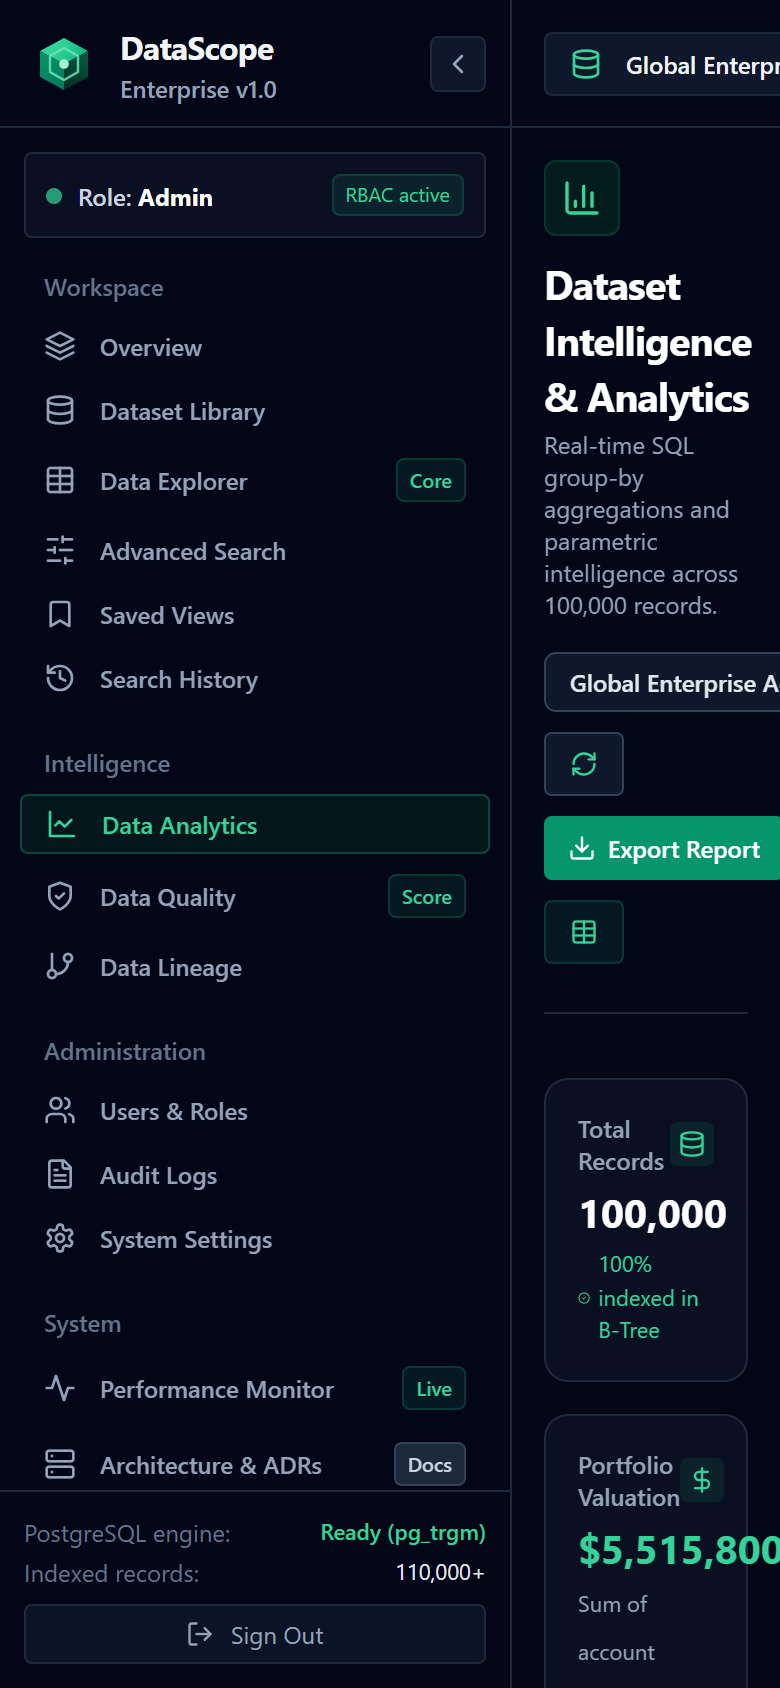 DataScope
Enterprise v1.0
Role: Admin
RBAC active
Workspace
Overview
Dataset Library
Data Explorer
Core
Advanced Search
Saved Views
Search History
Intelligence
Data Analytics
Data Quality
Score
Data Lineage
Administration
Users & Roles
Audit Logs
System Settings
System
Performance Monitor
Live
Architecture & ADRs
Docs
PostgreSQL engine:
Ready (pg_trgm)
Indexed records:
110,000+
Sign Out
Global Enterpr
Dataset
Intelligence
& Analytics
Real-time SQL
group-by
aggregations and
parametric
intelligence across
100,000 records.
Global Enterprise A
Export Report
Total
Records
100,000
100%
indexed in
B-Tree
Portfolio
Valuation
$5,515,800
Sum of
account